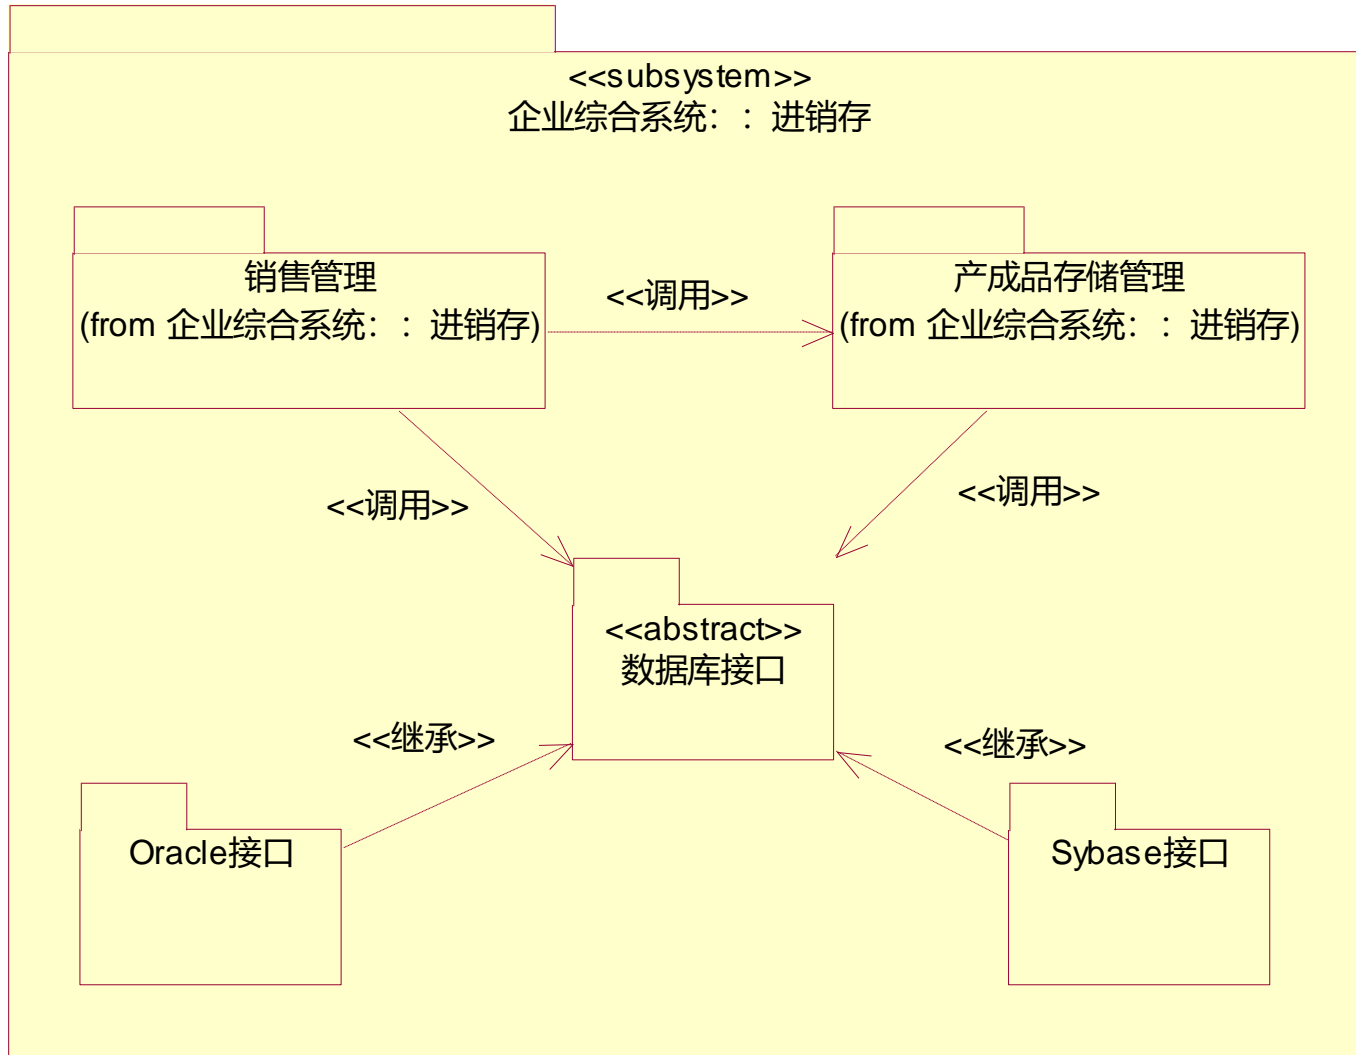 <<subsystem>>
企业综合系统：：进销存
销售管理
(from 企业综合系统：：进销存)
<<调用>>
产成品存储管理
(from 企业综合系统：：进销存)
<<调用>>
<<调用>>
<<abstract>>
数据库接口
<<继承>>
<<继承>>
Oracle接口
Sybase接口